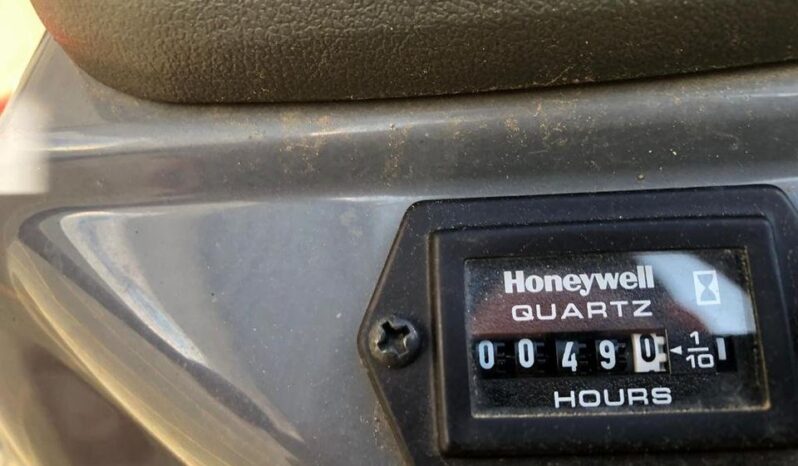 Honeywell
QUARTZ
0 0 4 9 0 1/10
HOURS